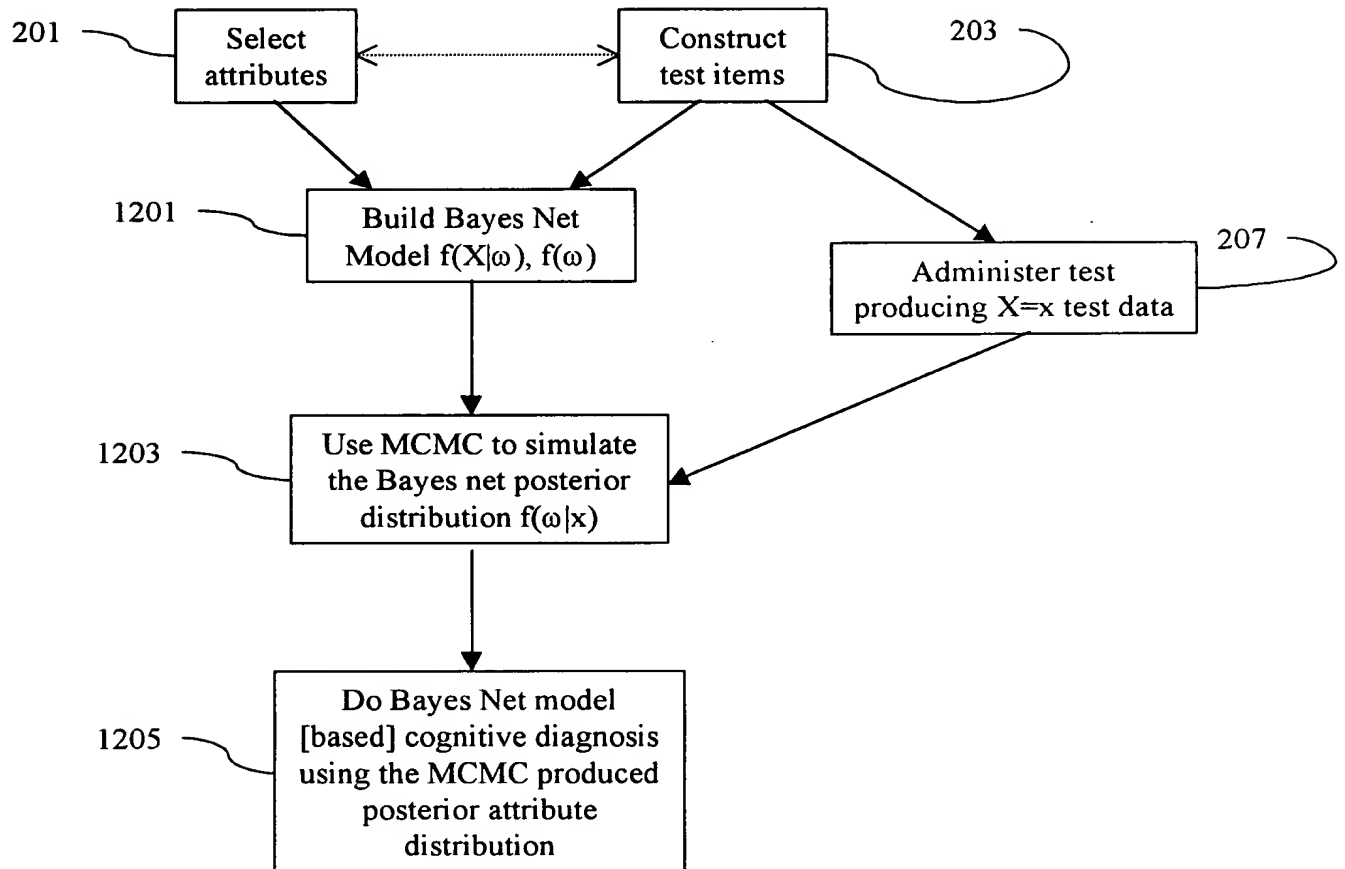 201
Select
attributes
Construct
test items
203
1201
Build Bayes Net
Model f(X|ω), f(ω)
207
Administer test
producing X=x test data
1203
Use MCMC to simulate
the Bayes net posterior
distribution f(ω|x)
1205
Do Bayes Net model
[based] cognitive diagnosis
using the MCMC produced
posterior attribute
distribution